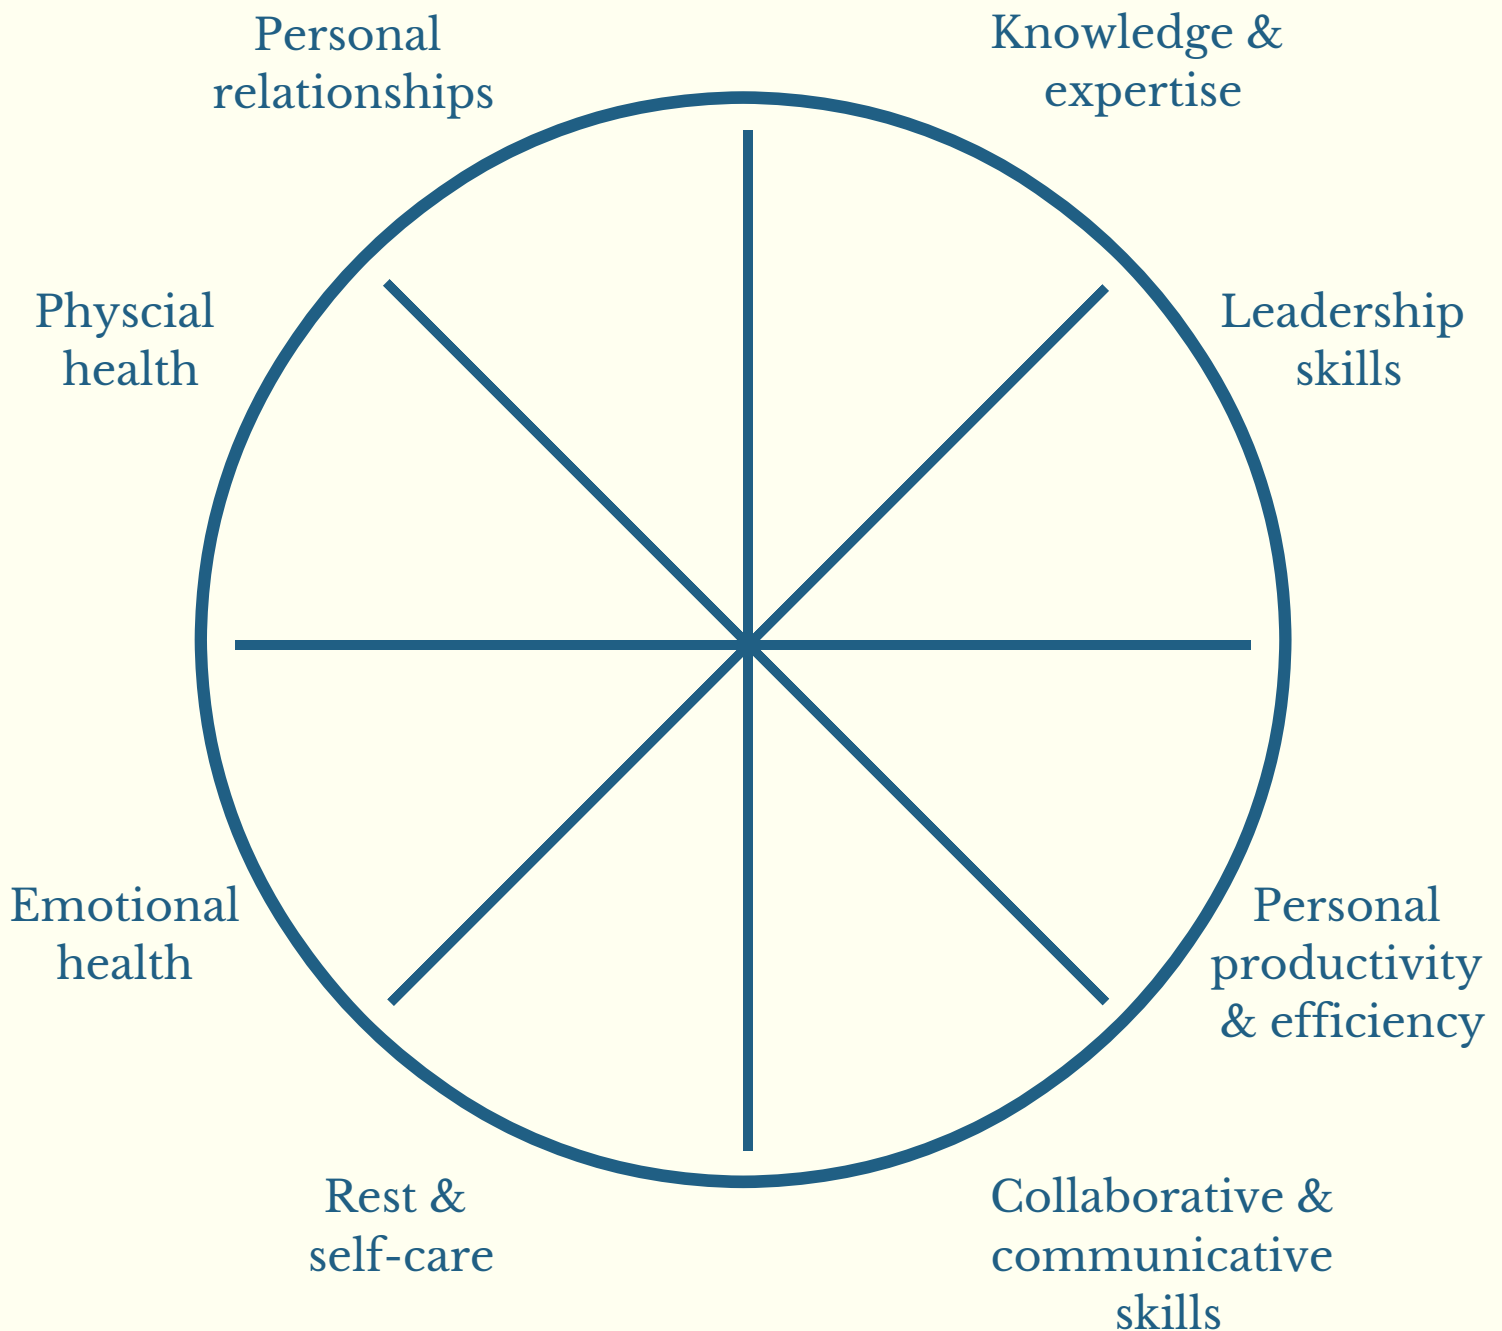 Personal
relationships
Knowledge &
expertise
Physcial
health
Leadership
skills
Emotional
health
Personal
productivity
& efficiency
Rest &
self-care
Collaborative &
communicative
skills